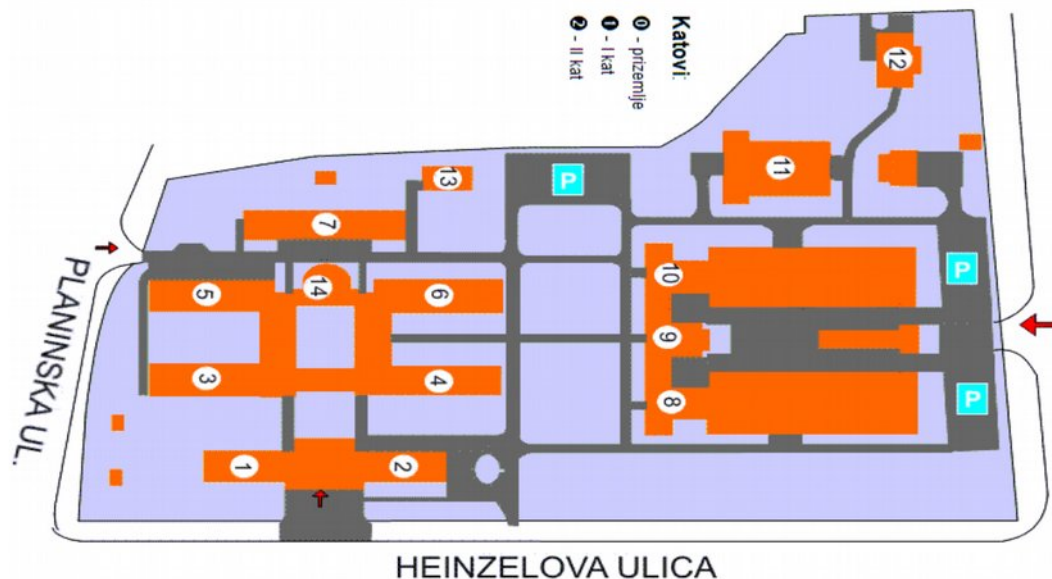 Katovi:
0 - prizemlje
1 - I kat
2 - II kat
12
11
P
13
7
10
P
14
5
6
9
3
4
8
P
1
2
PLANINSKA UL.
HEINZELOVA ULICA